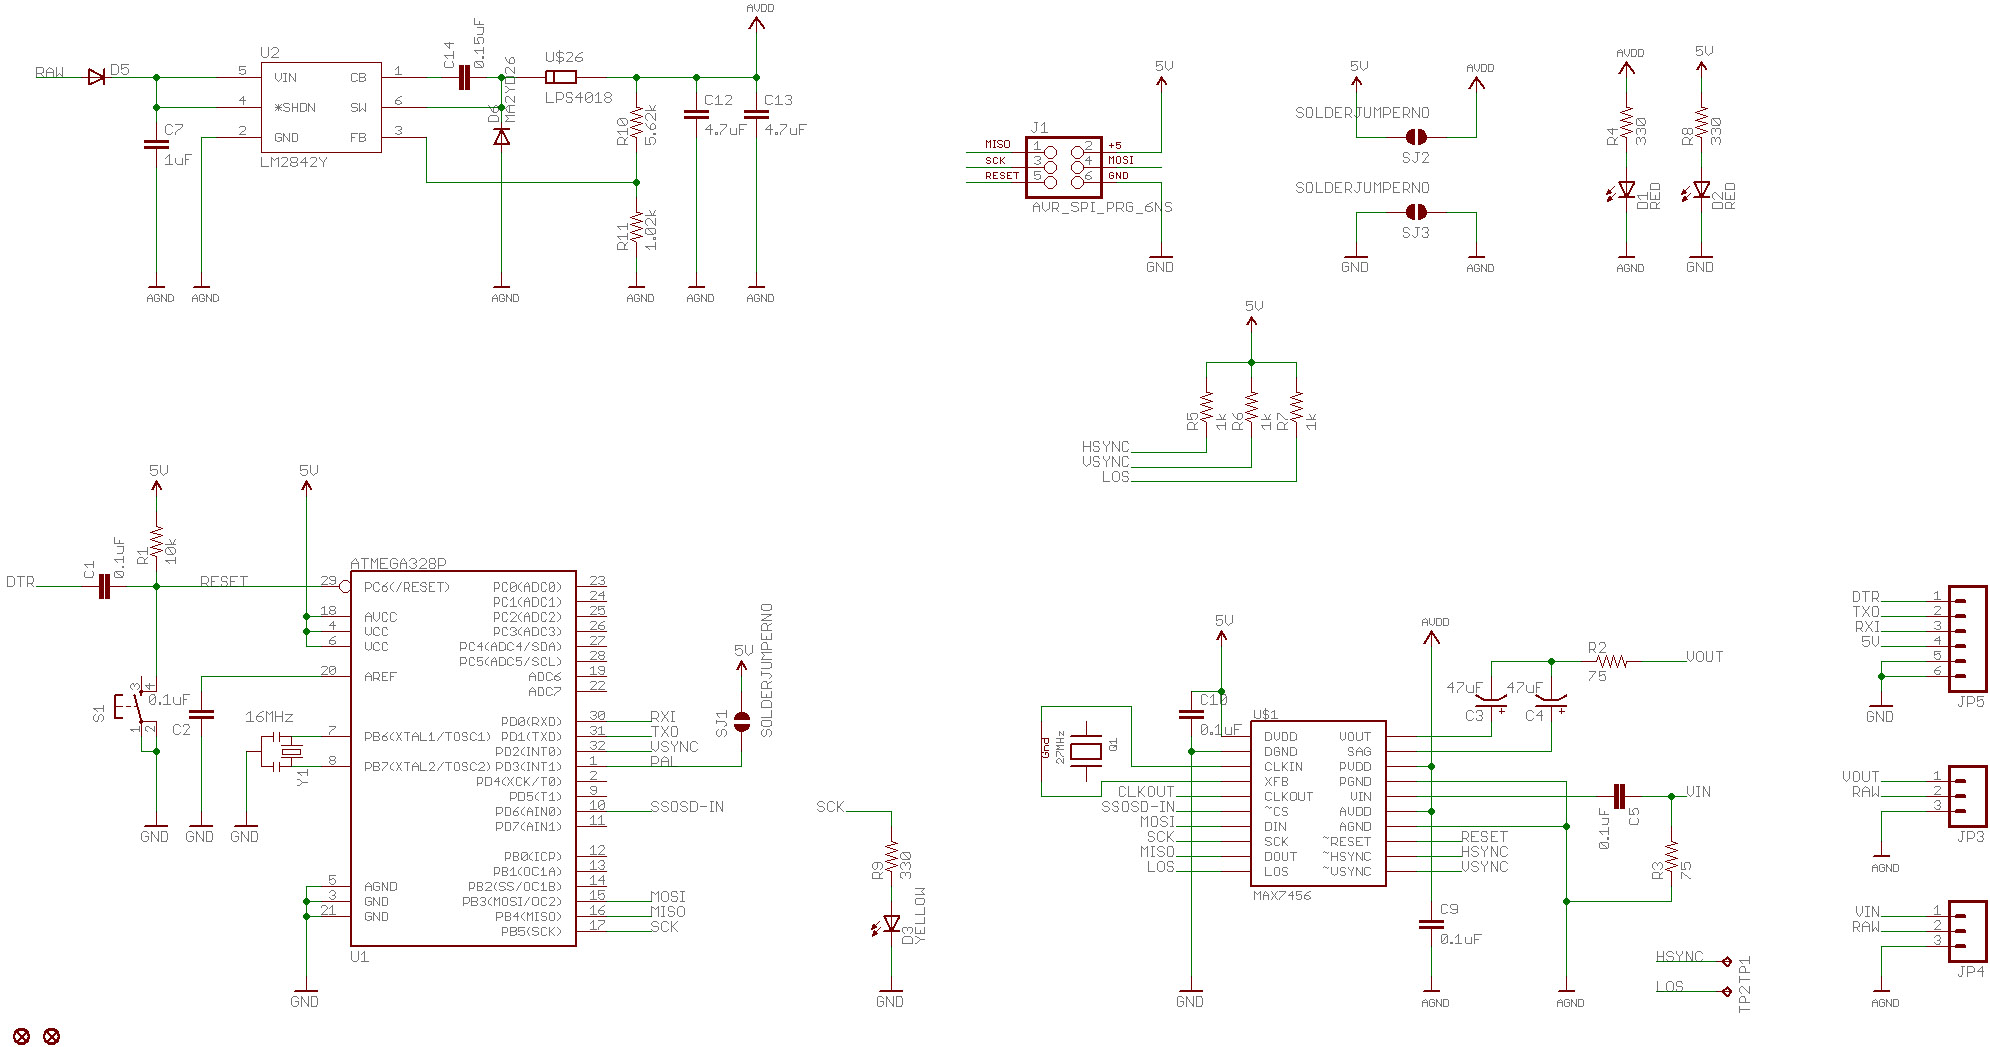 AVDD
RAW
D5
U2
5 VIN CB 1
4 *SHDN SW 6
2 GND FB 3
LM2842Y
C7
1uF
C14
0.15uF
D6
MA2YD26
U$26
LPS4018
R10
5.62k
R11
1.02k
C12
4.7uF
C13
4.7uF
AGND
AGND
AGND
AGND
AGND
AGND
5V
J1
MISO 1 2 +5
SCK 3 4 MOSI
RESET 5 6 GND
AVR_SPI_PRG_6NS
GND
5V
AVDD
SOLDERJUMPERNO
SJ2
SOLDERJUMPERNO
SJ3
GND
AGND
AVDD
5V
R4
330
R8
330
D1
RED
D2
RED
AGND
GND
5V
R5
1k
R6
1k
R7
1k
HSYNC
VSYNC
LOS
5V
5V
DTR
C1
0.1uF
R1
10k
RESET
S1
3
4
1
2
0.1uF
C2
16MHz
Y1
GND
GND
GND
ATMEGA328P
29 PC6(/RESET) PC0(ADC0) 23
PC1(ADC1) 24
18 AVCC PC2(ADC2) 25
4 VCC PC3(ADC3) 26
6 VCC PC4(ADC4/SDA) 27
PC5(ADC5/SCL) 28
20 AREF ADC6 19
ADC7 22
PD0(RXD) 30 RXI
7 PB6(XTAL1/TOSC1) PD1(TXD) 31 TXO
PD2(INT0) 32 VSYNC
8 PB7(XTAL2/TOSC2) PD3(INT1) 1 PAL
PD4(XCK/T0) 2
PD5(T1) 9
PD6(AIN0) 10 SSOSD-IN
PD7(AIN1) 11
PB0(ICP) 12
PB1(OC1A) 13
5 AGND PB2(SS/OC1B) 14
3 GND PB3(MOSI/OC2) 15 MOSI
21 GND PB4(MISO) 16 MISO
PB5(SCK) 17 SCK
U1
GND
5V
SJ1
SOLDERJUMPERNO
SCK
R9
330
D3
YELLOW
GND
5V
C10
0.1uF
Gnd
27MHz
Q1
AVDD
47uF
C3
+
47uF
C4
+
R2
75
VOUT
U$1
DVDD VOUT
DGND SAG
CLKIN PVDD
XFB PGND
CLKOUT CLKOUT VIN
SSOSD-IN ~CS AVDD
MOSI DIN AGND
SCK SCK ~RESET RESET
MISO DOUT ~HSYNC HSYNC
LOS LOS ~VSYNC VSYNC
MAX7456
0.1uF
C5
VIN
R3
75
C9
0.1uF
GND
AGND
AGND
HSYNC
TP1
LOS
TP2
DTR 1
TXO 2
RXI 3
5V 4
5
6
JP5
GND
VOUT 1
RAW 2
3
JP3
AGND
VIN 1
RAW 2
3
JP4
AGND